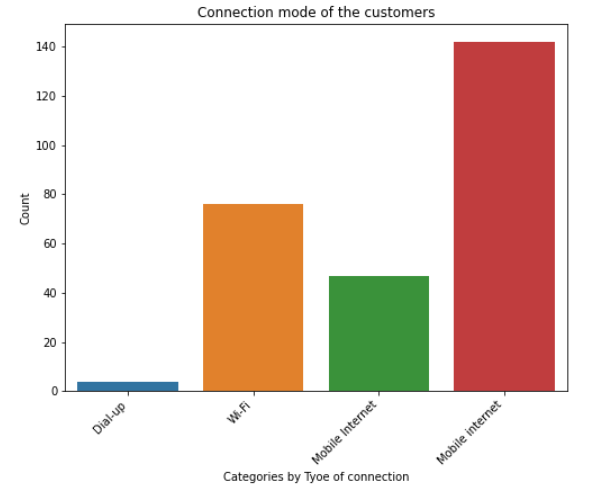 Connection mode of the customers
140
120
100
80
60
40
20
0
Count
Dial-up
Wi-Fi
Mobile Internet
Mobile internet
Categories by Tyoe of connection